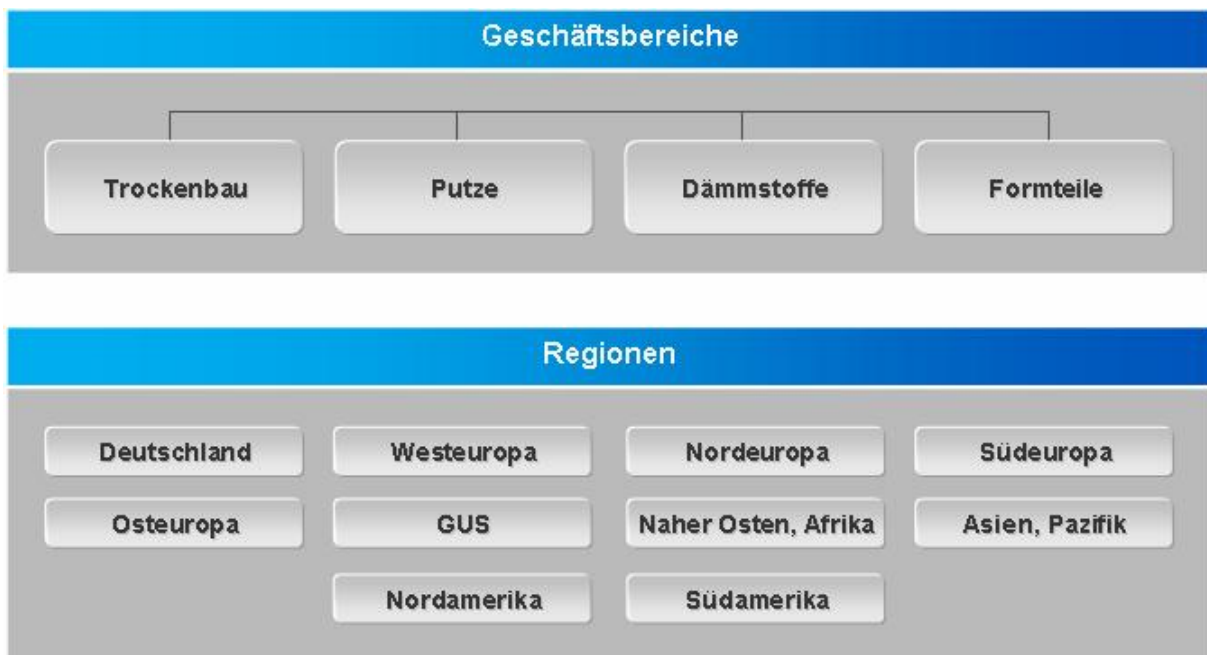 Geschäftsbereiche
Trockenbau
Putze
Dämmstoffe
Formteile
Regionen
Deutschland
Westeuropa
Nordeuropa
Südeuropa
Osteuropa
GUS
Naher Osten, Afrika
Asien, Pazifik
Nordamerika
Südamerika